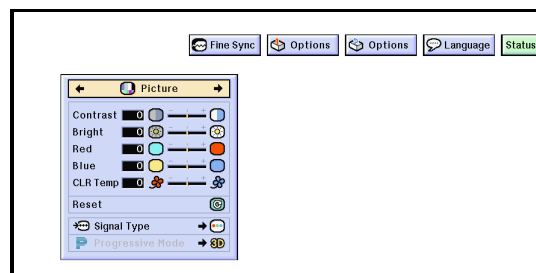 Fine Sync Options Options Language Status
Picture
Contrast 0
Bright 0
Red 0
Blue 0
CLR Temp 0
Reset
Signal Type
P Progressive Mode 3D